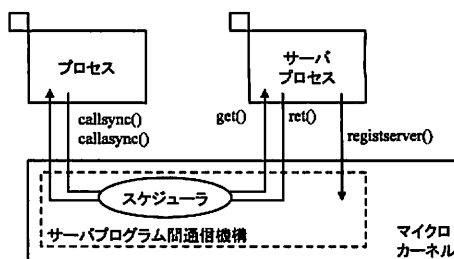 プロセス
サーバ
プロセス
callsync()
callasync()
get()
ret()
registserver()
スケジューラ
サーバプログラム間通信機構
マイクロ
カーネル